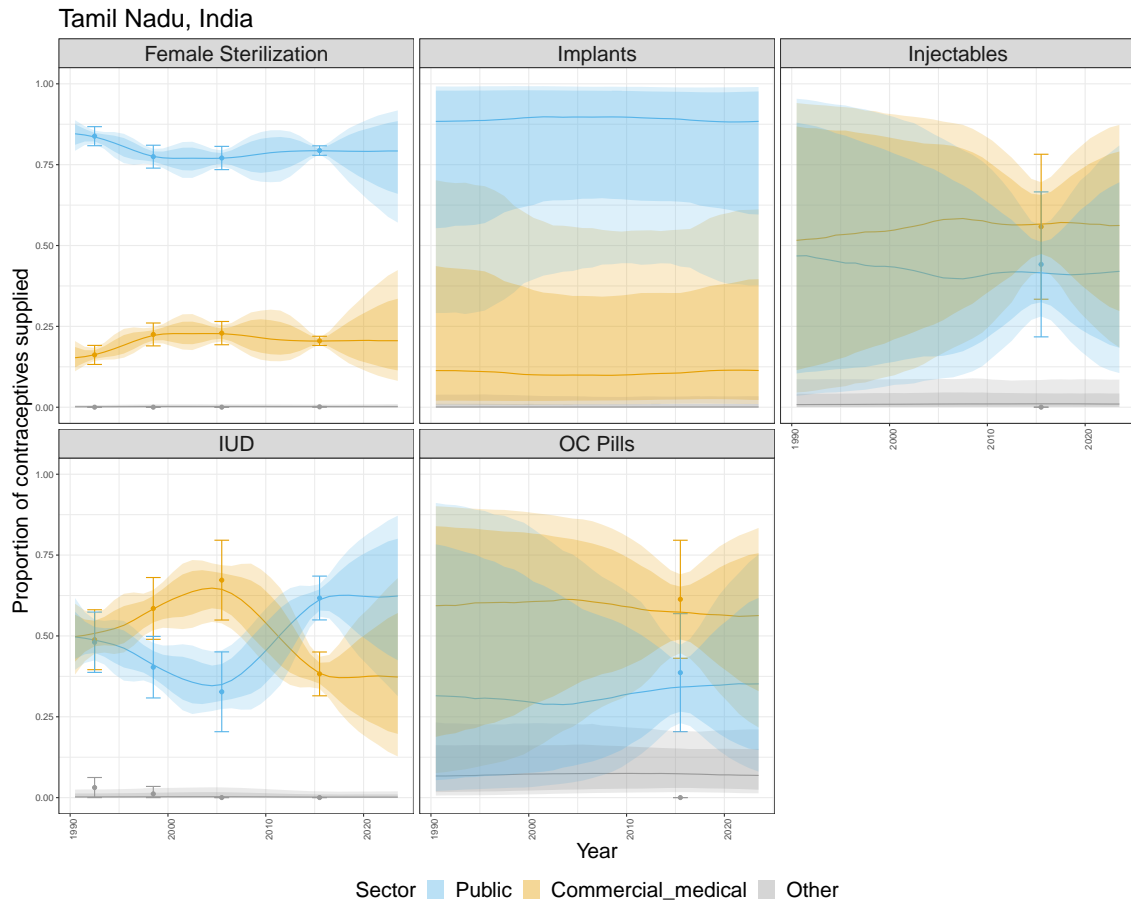 Tamil Nadu, India
Female Sterilization
Implants
Injectables
1.00
0.75
0.50
0.25
0.00
1990
2000
2010
2020
IUD
OC Pills
1.00
0.75
0.50
0.25
0.00
1990
2000
2010
2020
1990
2000
2010
2020
Proportion of contraceptives supplied
Year
Sector Public Commercial_medical Other